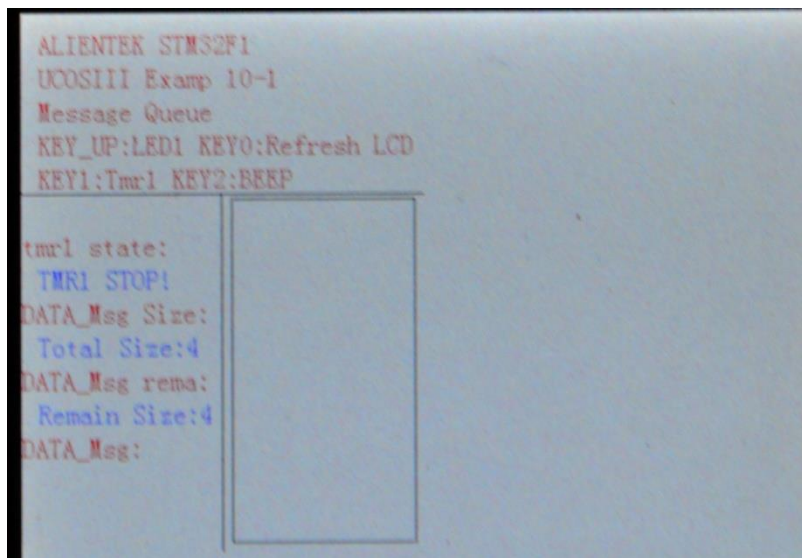 ALIENTEK STM32F1
UCOSIII Examp 10-1
Message Queue
KEY_UP:LED1 KEY0:Refresh LCD
KEY1:Tmr1 KEY2:BEEP
tmr1 state:
TMR1 STOP!
DATA_Msg Size:
Total Size:4
DATA_Msg rema:
Remain Size:4
DATA_Msg: